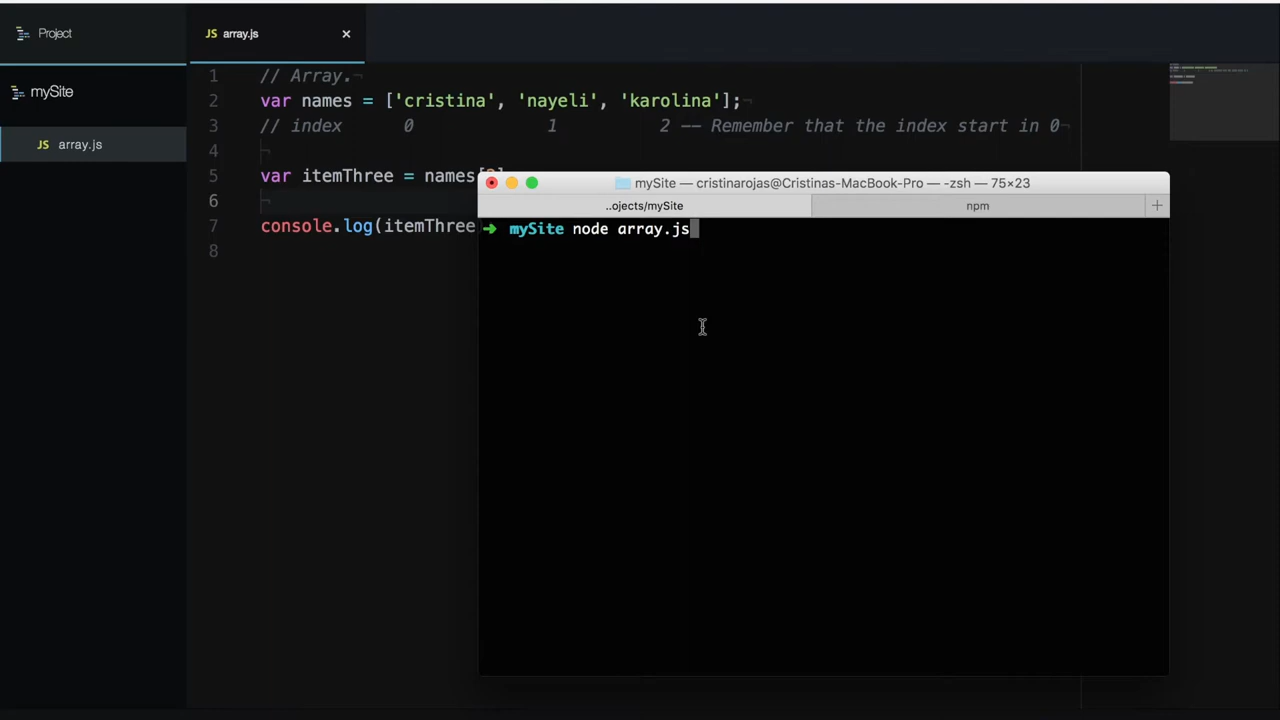 Project
JS array.js ×
mySite
JS array.js
1 // Array.¬
2 var names = ['cristina', 'nayeli', 'karolina'];¬
3 // index 0 1 2 -- Remember that the index start in 0¬
4 ¬
5 var itemThree = names[
6 ¬
7 console.log(itemThree
8
mySite — cristinarojas@Cristinas-MacBook-Pro — -zsh — 75×23
..ojects/mySite npm +
➜ mySite node array.js